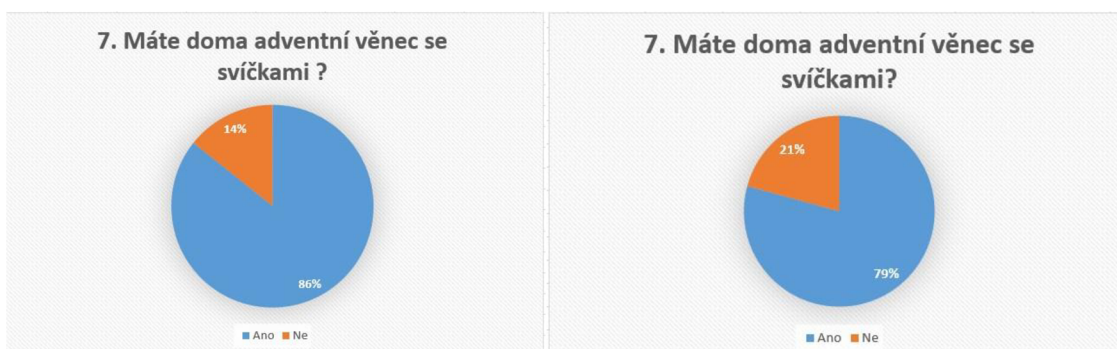 7. Máte doma adventní věnec se
svíčkami ?
14%
86%
Ano Ne
7. Máte doma adventní věnec se
svíčkami?
21%
79%
Ano Ne